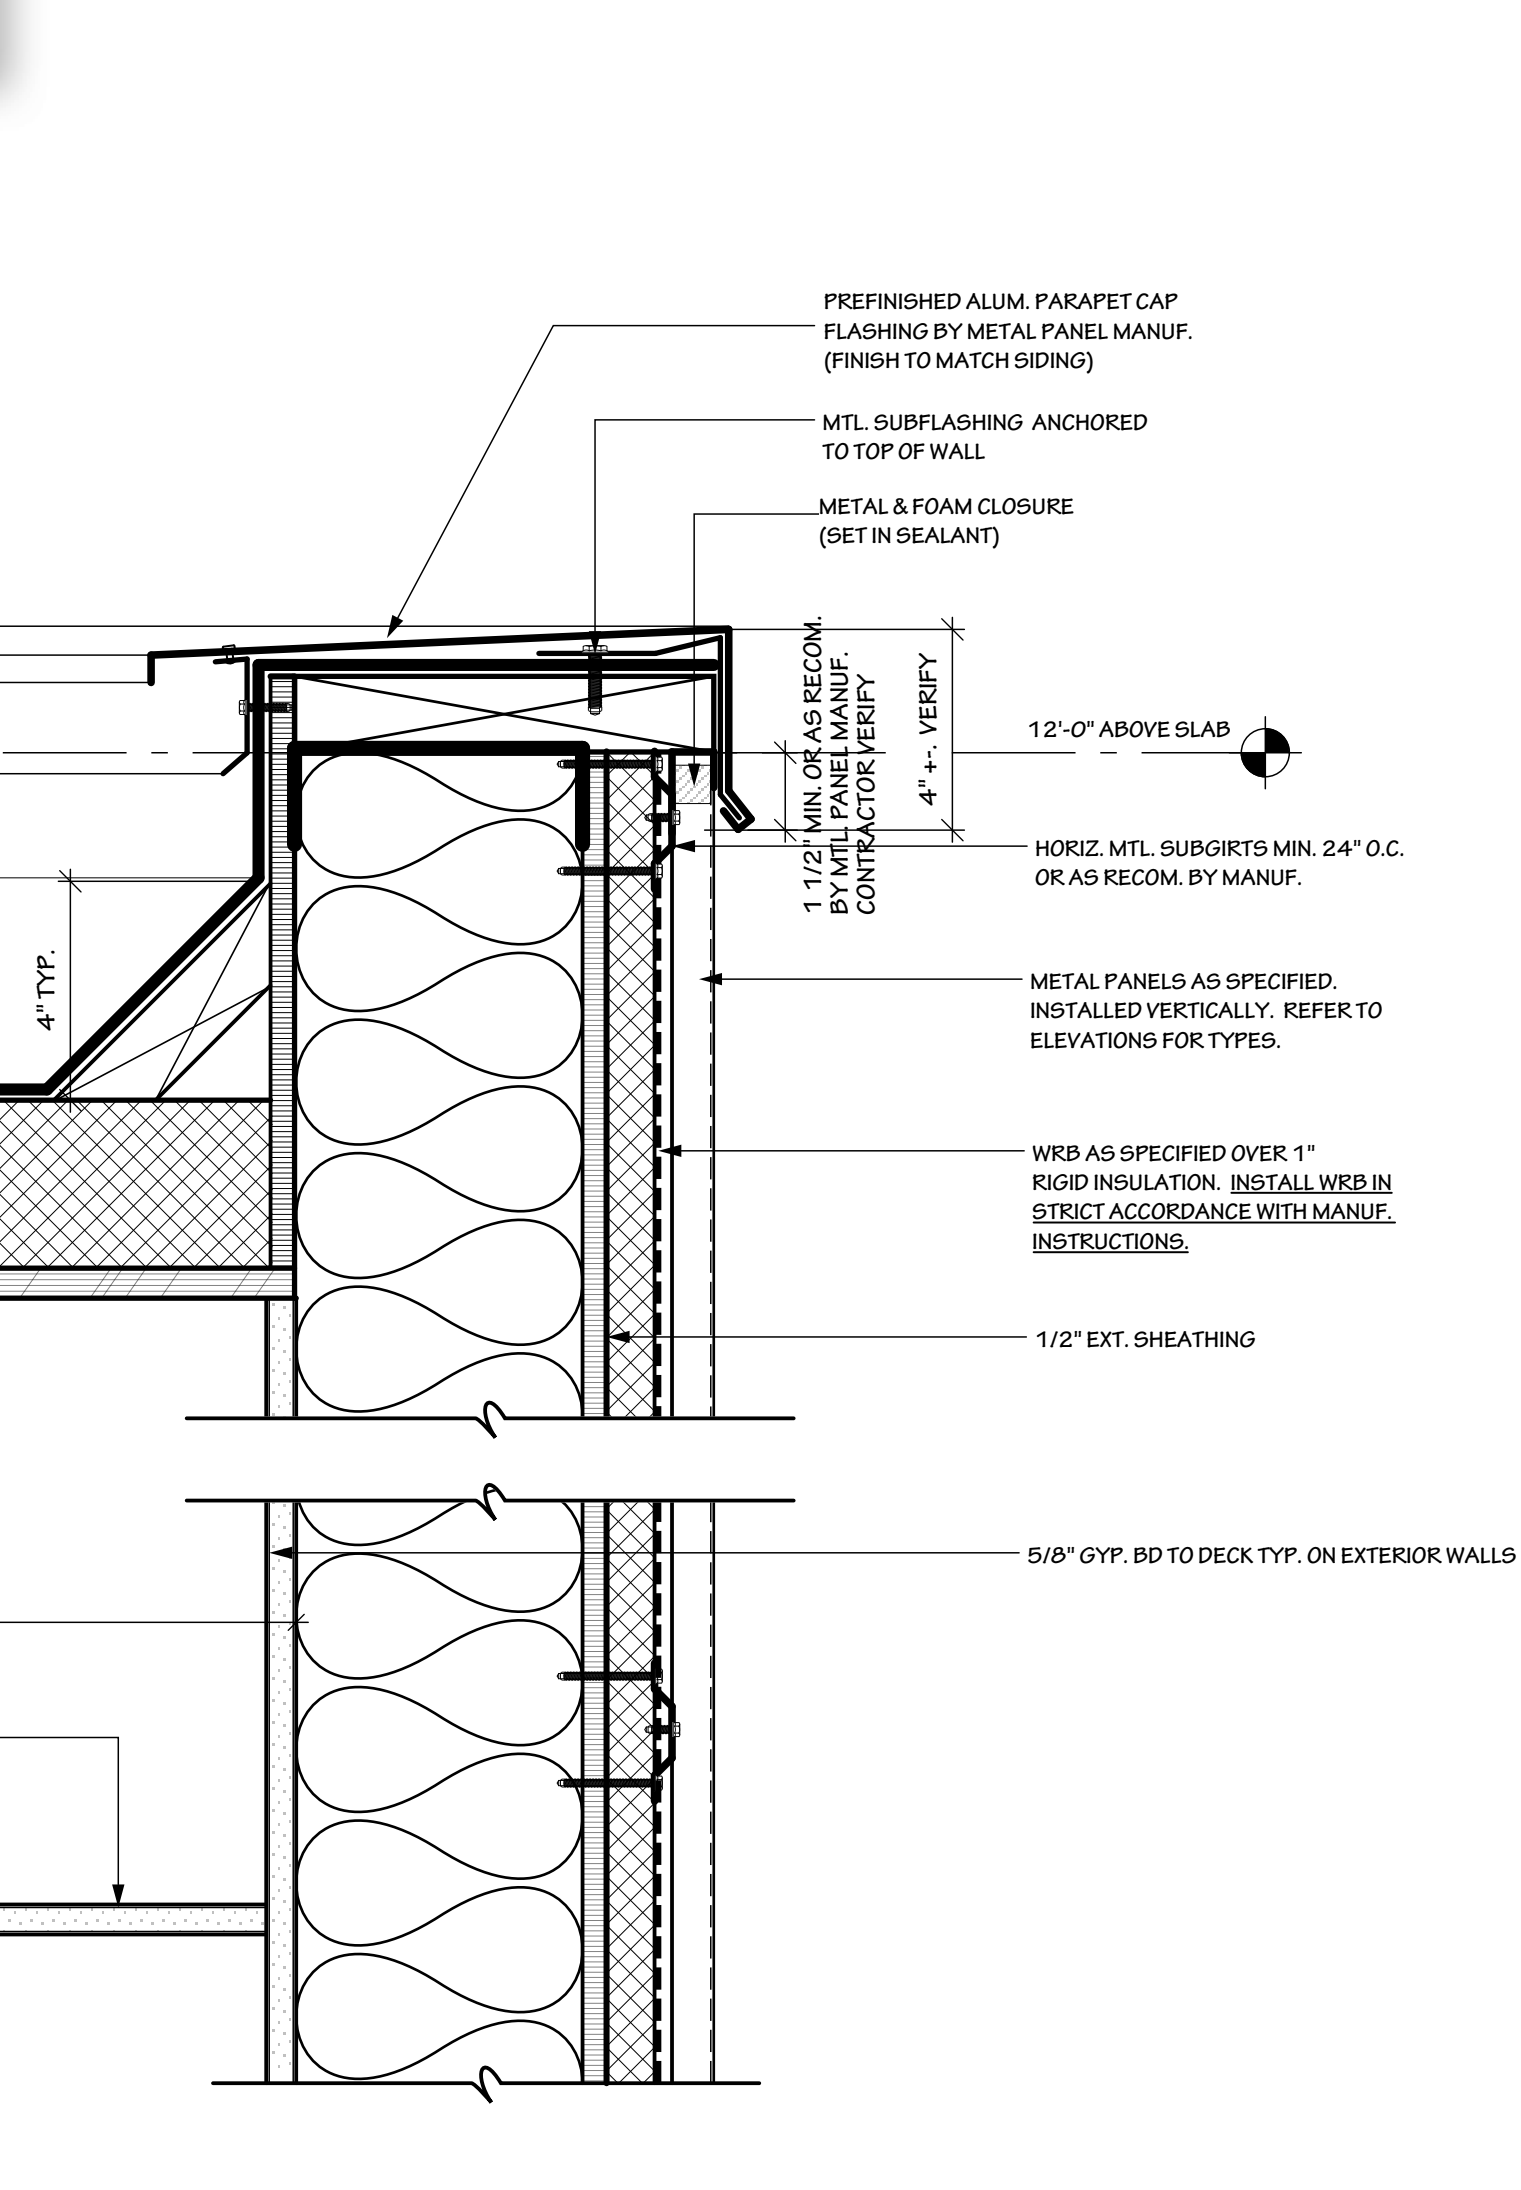 PREFINISHED ALUM. PARAPET CAP
FLASHING BY METAL PANEL MANUF.
(FINISH TO MATCH SIDING)
MTL. SUBFLASHING ANCHORED
TO TOP OF WALL
METAL & FOAM CLOSURE
(SET IN SEALANT)
1 1/2" MIN. OR AS RECOM.
BY MTL. PANEL MANUF.
CONTRACTOR VERIFY
4" +-. VERIFY
12'-0" ABOVE SLAB
HORIZ. MTL. SUBGIRTS MIN. 24" O.C.
OR AS RECOM. BY MANUF.
4" TYP.
METAL PANELS AS SPECIFIED.
INSTALLED VERTICALLY. REFER TO
ELEVATIONS FOR TYPES.
WRB AS SPECIFIED OVER 1"
RIGID INSULATION. INSTALL WRB IN
STRICT ACCORDANCE WITH MANUF.
INSTRUCTIONS.
1/2" EXT. SHEATHING
5/8" GYP. BD TO DECK TYP. ON EXTERIOR WALLS